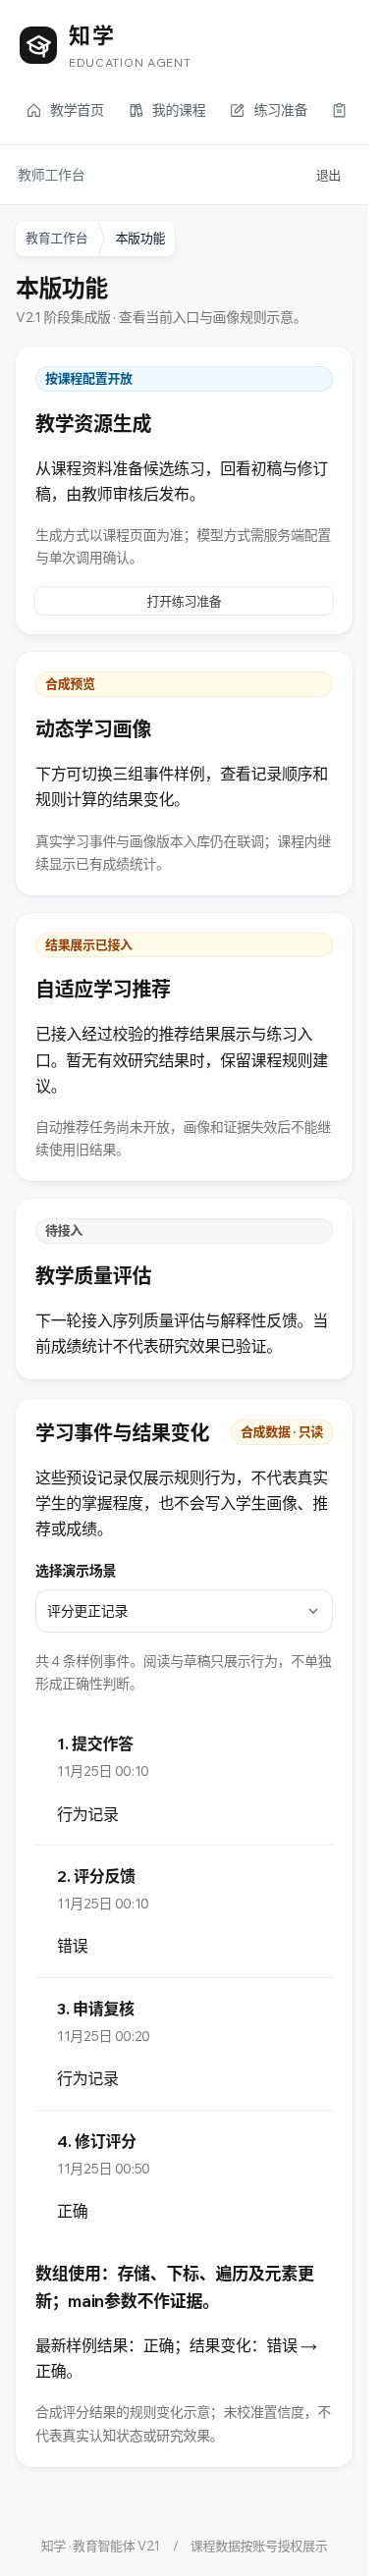 知学
EDUCATION AGENT
教学首页 我的课程 练习准备
教师工作台 退出
教育工作台 本版功能
本版功能
V2.1 阶段集成版 · 查看当前入口与画像规则示意。
按课程配置开放
教学资源生成
从课程资料准备候选练习，回看初稿与修订
稿，由教师审核后发布。
生成方式以课程页面为准；模型方式需服务端配置
与单次调用确认。
打开练习准备
合成预览
动态学习画像
下方可切换三组事件样例，查看记录顺序和
规则计算的结果变化。
真实学习事件与画像版本入库仍在联调；课程内继
续显示已有成绩统计。
结果展示已接入
自适应学习推荐
已接入经过校验的推荐结果展示与练习入
口。暂无有效研究结果时，保留课程规则建
议。
自动推荐任务尚未开放，画像和证据失效后不能继
续使用旧结果。
待接入
教学质量评估
下一轮接入序列质量评估与解释性反馈。当
前成绩统计不代表研究效果已验证。
学习事件与结果变化 合成数据 · 只读
这些预设记录仅展示规则行为，不代表真实
学生的掌握程度，也不会写入学生画像、推
荐或成绩。
选择演示场景
评分更正记录
共 4 条样例事件。阅读与草稿只展示行为，不单独
形成正确性判断。
1. 提交作答
11月25日 00:10
行为记录
2. 评分反馈
11月25日 00:10
错误
3. 申请复核
11月25日 00:20
行为记录
4. 修订评分
11月25日 00:50
正确
数组使用：存储、下标、遍历及元素更
新；main参数不作证据。
最新样例结果：正确；结果变化：错误 →
正确。
合成评分结果的规则变化示意；未校准置信度，不
代表真实认知状态或研究效果。
知学 · 教育智能体 V2.1 / 课程数据按账号授权展示